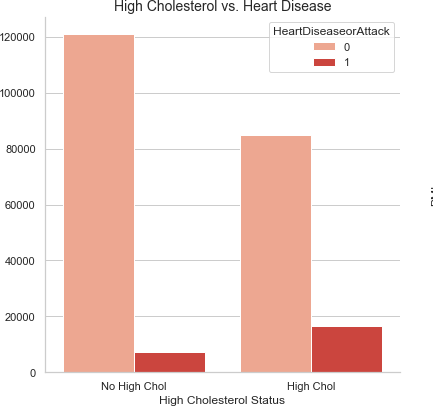 High Cholesterol vs. Heart Disease
HeartDiseaseorAttack
0
1
120000
100000
80000
60000
40000
20000
0
No High Chol
High Chol
High Cholesterol Status